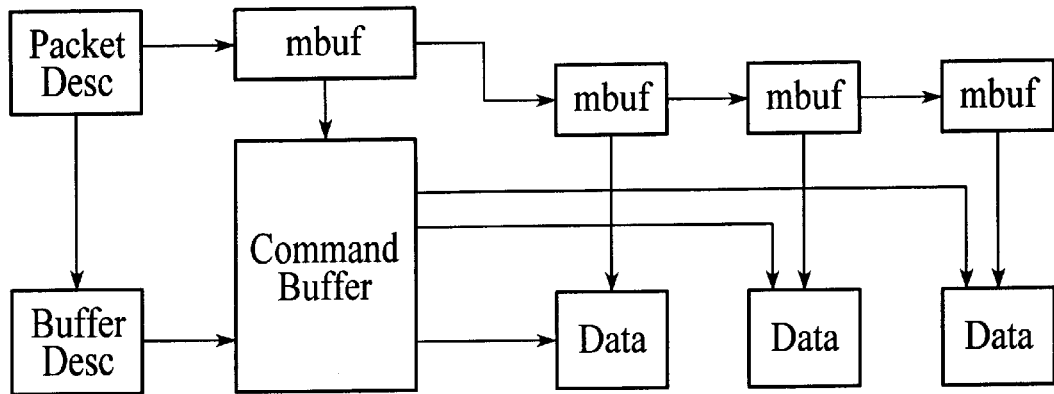 Packet
Desc
mbuf
mbuf
mbuf
mbuf
Command
Buffer
Buffer
Desc
Data
Data
Data